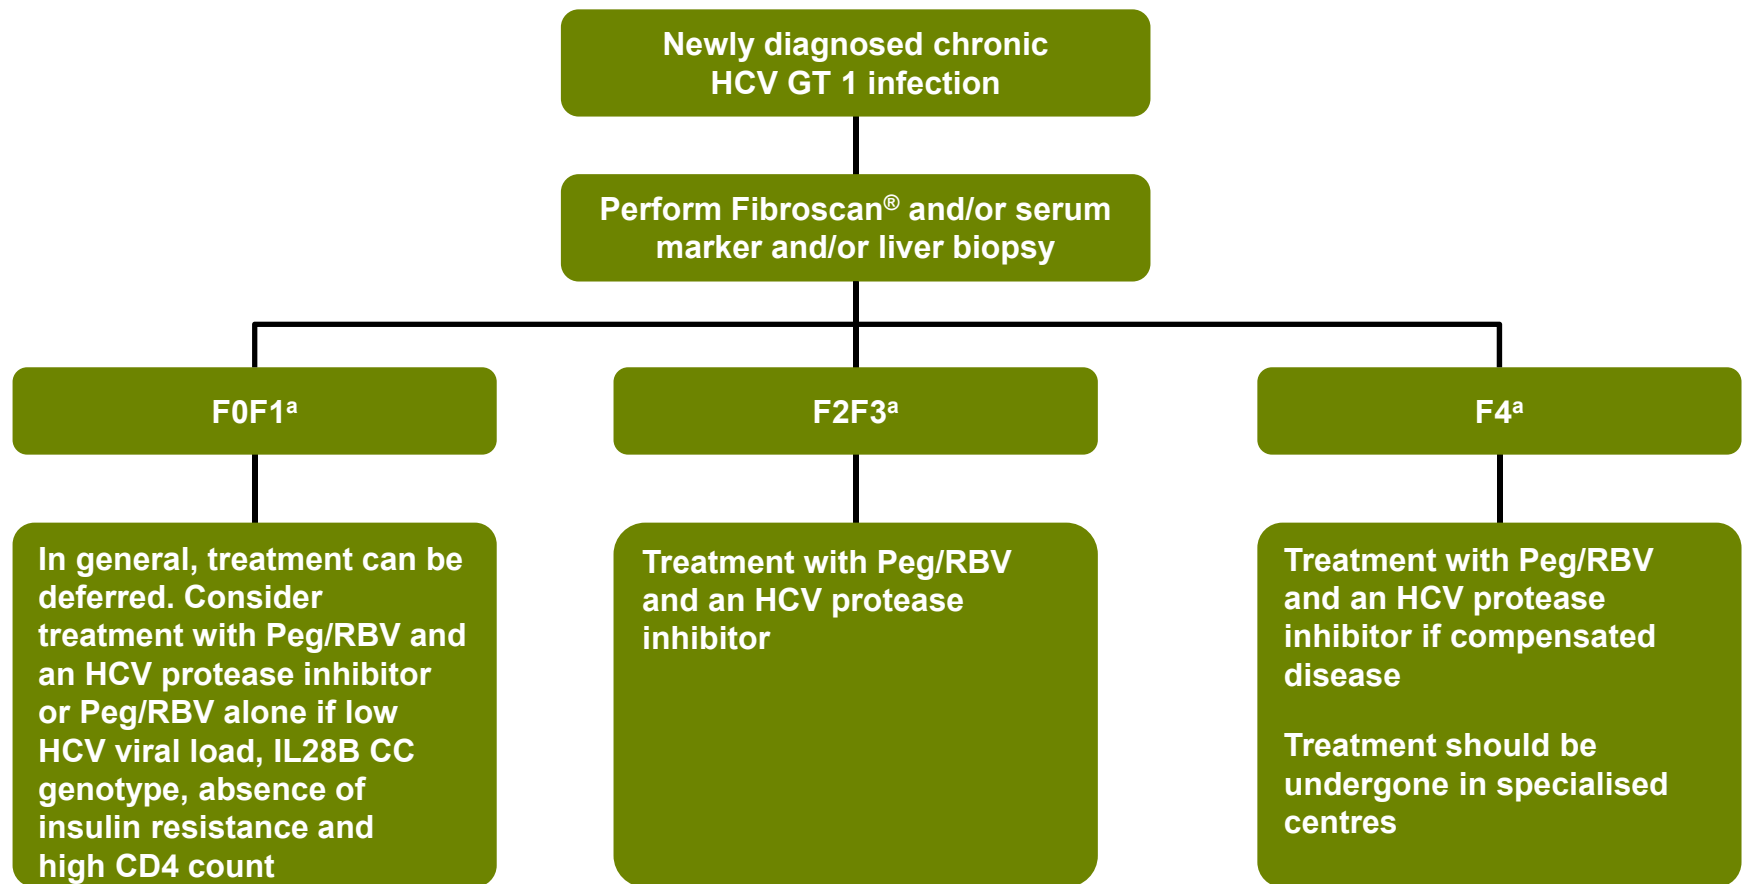 Newly diagnosed chronic
HCV GT 1 infection
Perform Fibroscan® and/or serum
marker and/or liver biopsy
F0F1ᵃ
F2F3ᵃ
F4ᵃ
In general, treatment can be
deferred. Consider
treatment with Peg/RBV and
an HCV protease inhibitor
or Peg/RBV alone if low
HCV viral load, IL28B CC
genotype, absence of
insulin resistance and
high CD4 count
Treatment with Peg/RBV
and an HCV protease
inhibitor
Treatment with Peg/RBV
and an HCV protease
inhibitor if compensated
disease
Treatment should be
undergone in specialised
centres